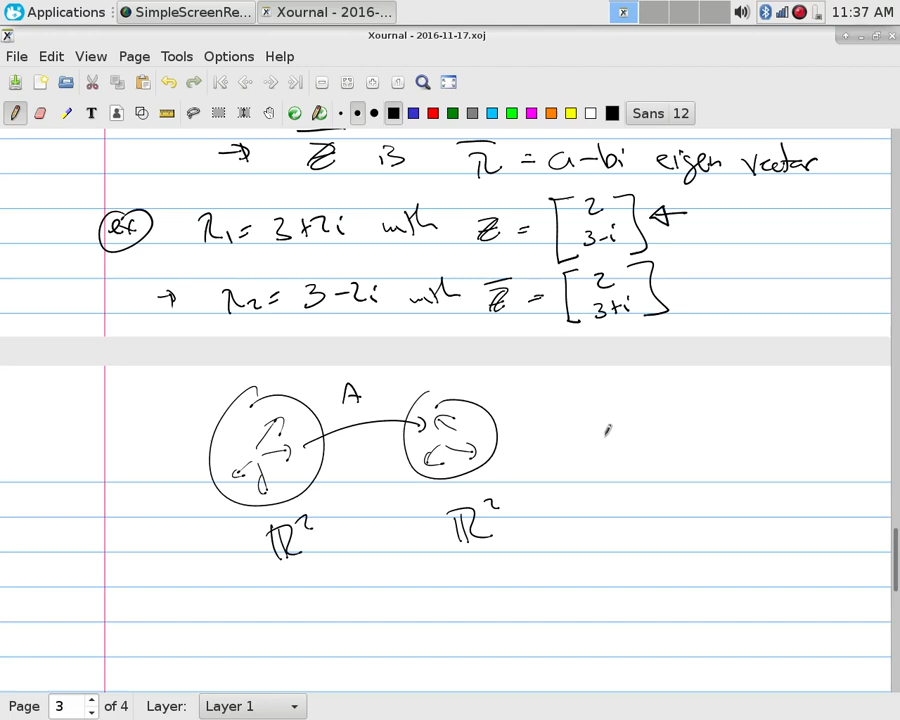 Applications SimpleScreenRe... Xournal - 2016-... 11:37 AM
Xournal - 2016-11-17.xoj
File Edit View Page Tools Options Help
Sans 12
→ z̄ is λ̄ = a-bi eigen vector
ex λ₁ = 3+2i with z = [2
3-i] ←
→ λ₂ = 3-2i with z̄ = [2
3+i]
A
ℝ² ℝ²
Page 3 of 4 Layer: Layer 1